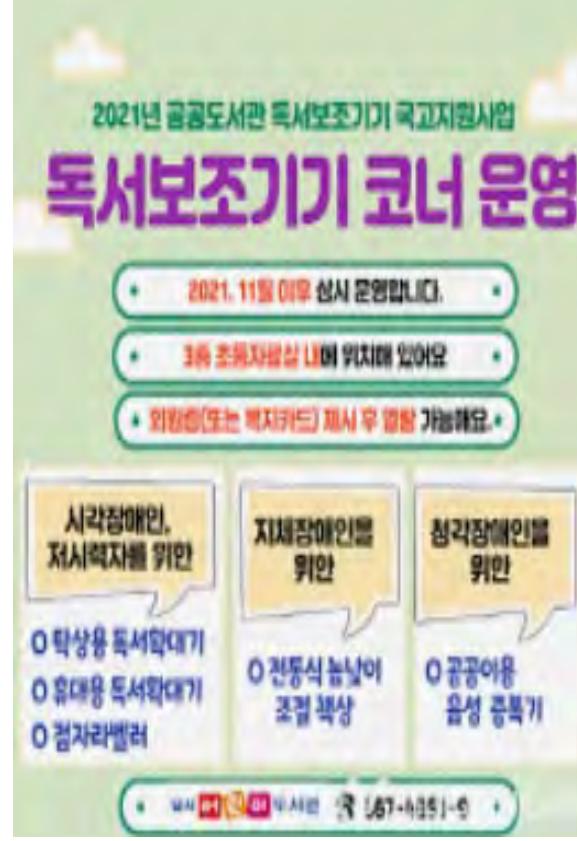 2021년 공공도서관 독서보조기기 국고지원사업
독서보조기기 코너 운영
2021. 11월 이후 상시 운영합니다.
3층 초등자료실 내에 위치해 있어요
회원증(또는 복지카드) 제시 후 열람 가능해요.
시각장애인,
저시력자를 위한
O 탁상용 독서확대기
O 휴대용 독서확대기
O 점자라벨러
지체장애인을
위한
O 전동식 높낮이
조절 책상
청각장애인을
위한
O 공공이용
음성 증폭기